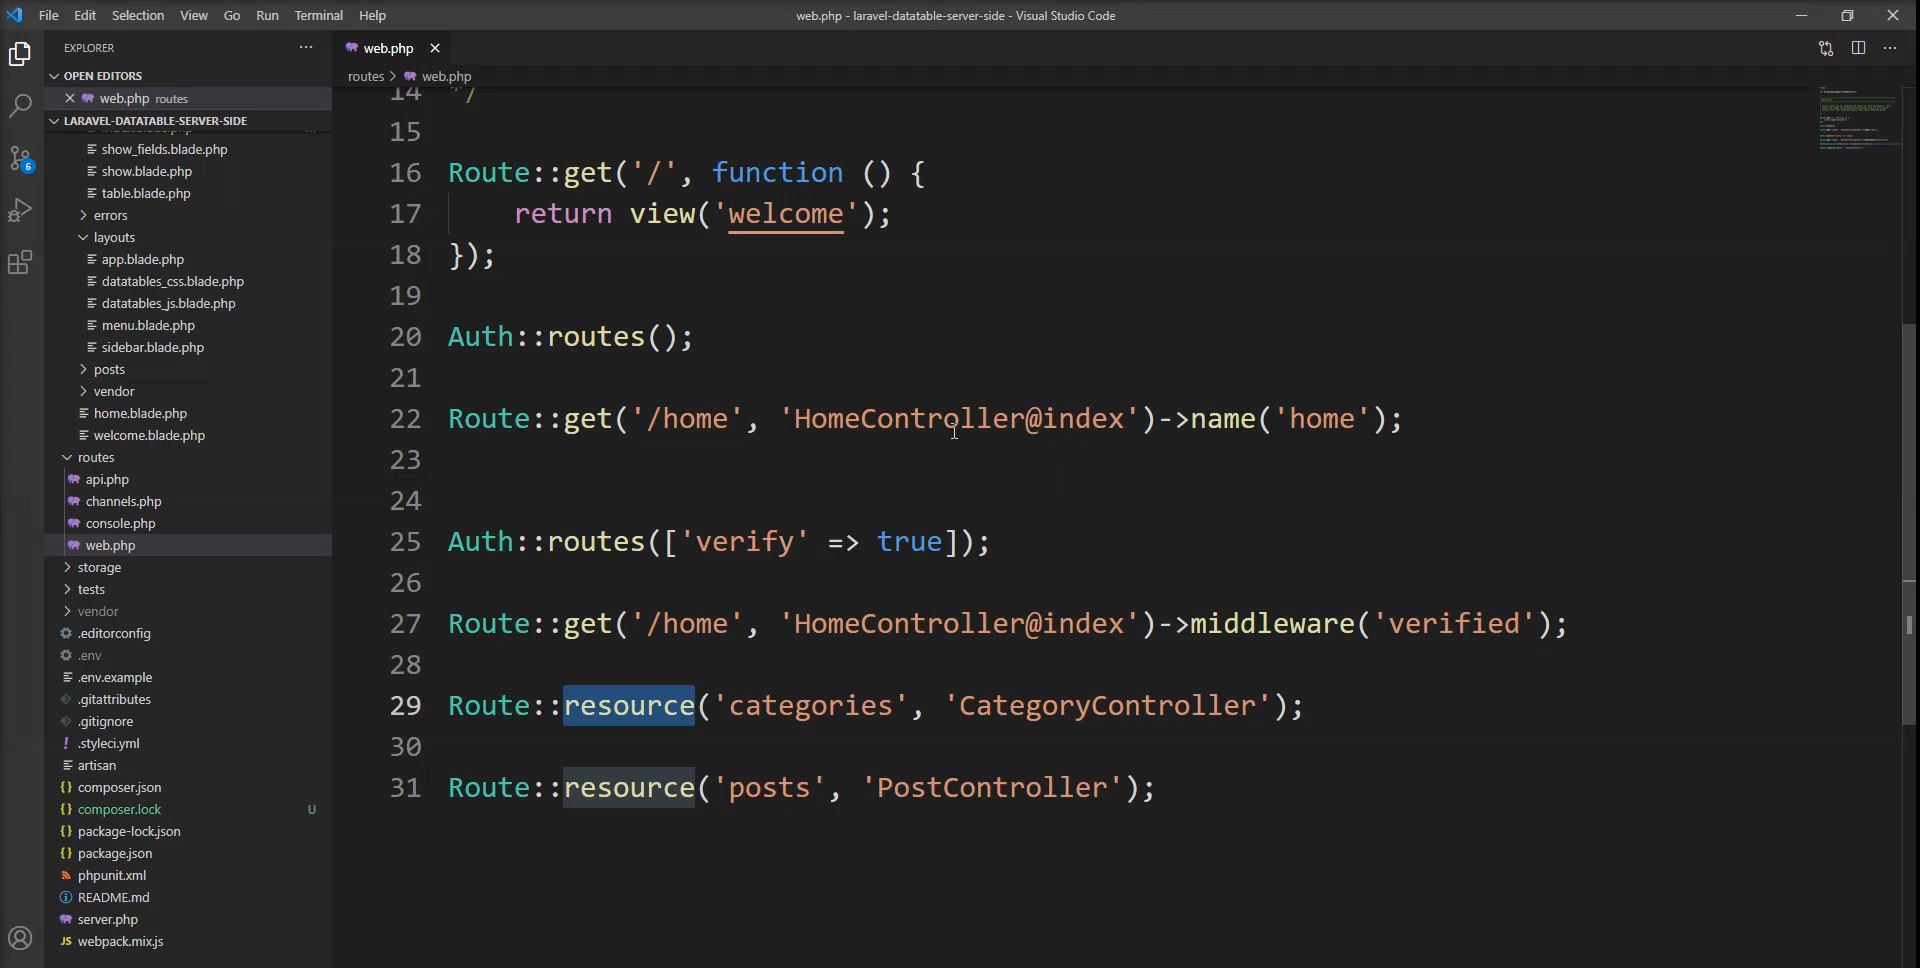 File Edit Selection View Go Run Terminal Help
web.php - laravel-datatable-server-side - Visual Studio Code
EXPLORER
OPEN EDITORS
web.php routes
LARAVEL-DATATABLE-SERVER-SIDE
show_fields.blade.php
show.blade.php
table.blade.php
errors
layouts
app.blade.php
datatables_css.blade.php
datatables_js.blade.php
menu.blade.php
sidebar.blade.php
posts
vendor
home.blade.php
welcome.blade.php
routes
api.php
channels.php
console.php
web.php
storage
tests
vendor
.editorconfig
.env
.env.example
.gitattributes
.gitignore
.styleci.yml
artisan
composer.json
composer.lock U
package-lock.json
package.json
phpunit.xml
README.md
server.php
webpack.mix.js
6
web.php
routes > web.php
14 */
15
16 Route::get('/', function () {
17     return view('welcome');
18 });
19
20 Auth::routes();
21
22 Route::get('/home', 'HomeController@index')->name('home');
23
24
25 Auth::routes(['verify' => true]);
26
27 Route::get('/home', 'HomeController@index')->middleware('verified');
28
29 Route::resource('categories', 'CategoryController');
30
31 Route::resource('posts', 'PostController');